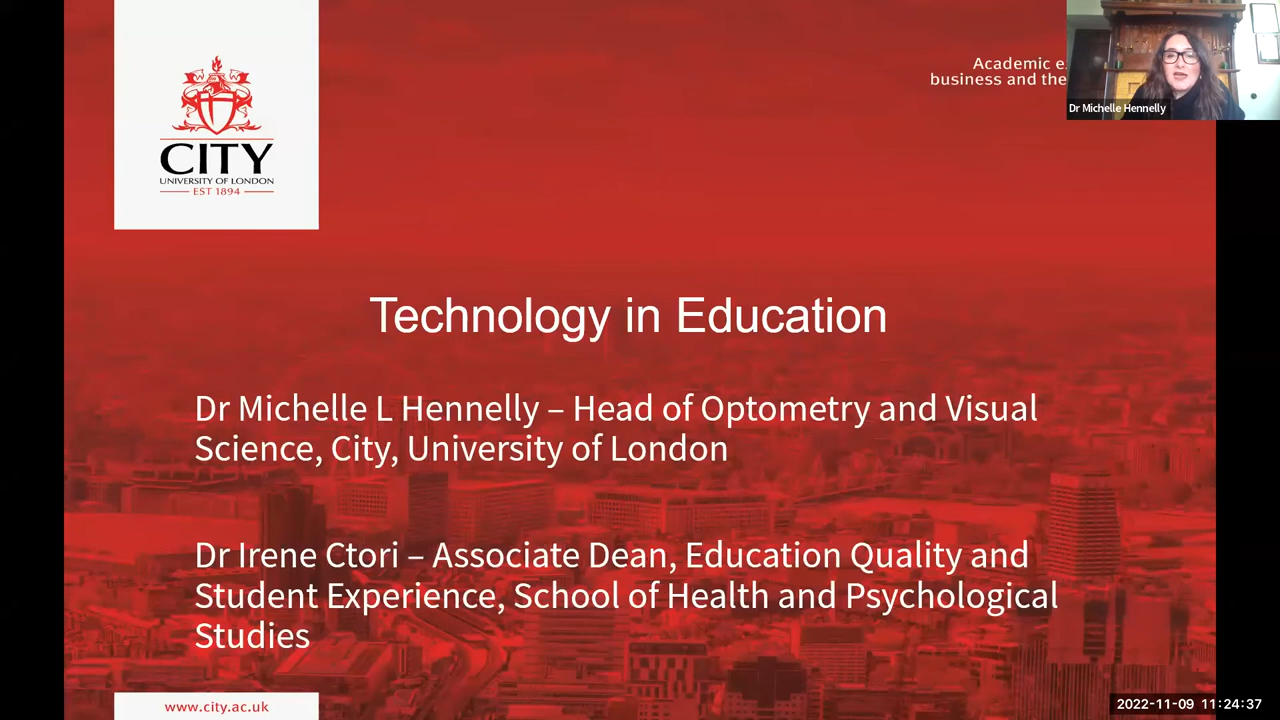 CITY
UNIVERSITY OF LONDON
EST 1894
Academic e
business and the
Dr Michelle Hennelly
Technology in Education
Dr Michelle L Hennelly – Head of Optometry and Visual
Science, City, University of London
Dr Irene Ctori – Associate Dean, Education Quality and
Student Experience, School of Health and Psychological
Studies
www.city.ac.uk
2022-11-09 11:24:37